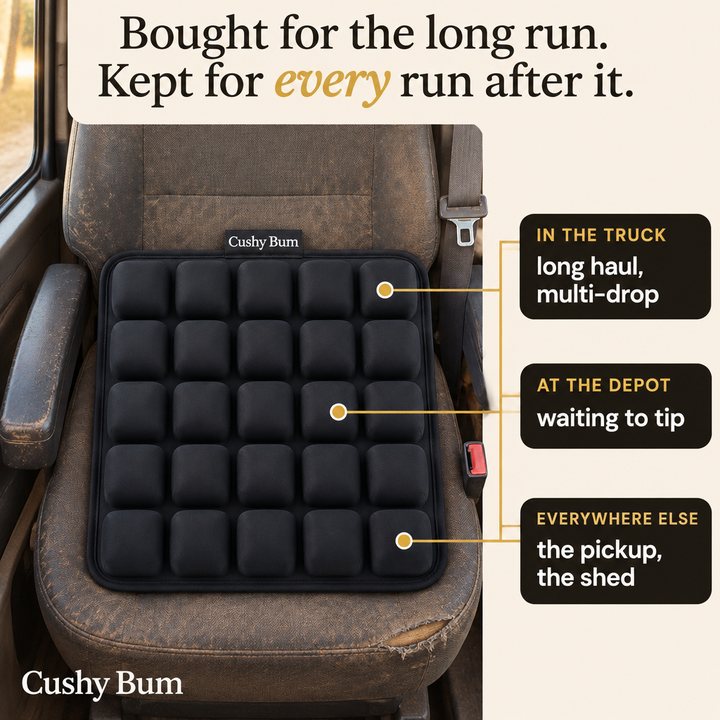 Bought for the long run.
Kept for every run after it.
Cushy Bum
IN THE TRUCK
long haul,
multi-drop
AT THE DEPOT
waiting to tip
EVERYWHERE ELSE
the pickup,
the shed
Cushy Bum